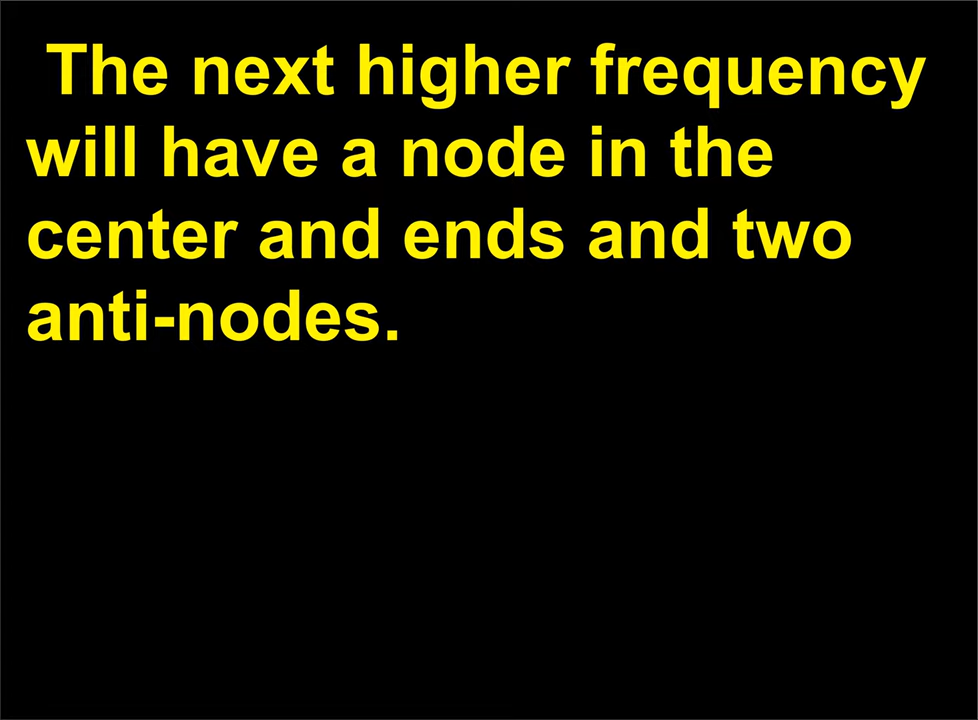 The next higher frequency
will have a node in the
center and ends and two
anti-nodes.